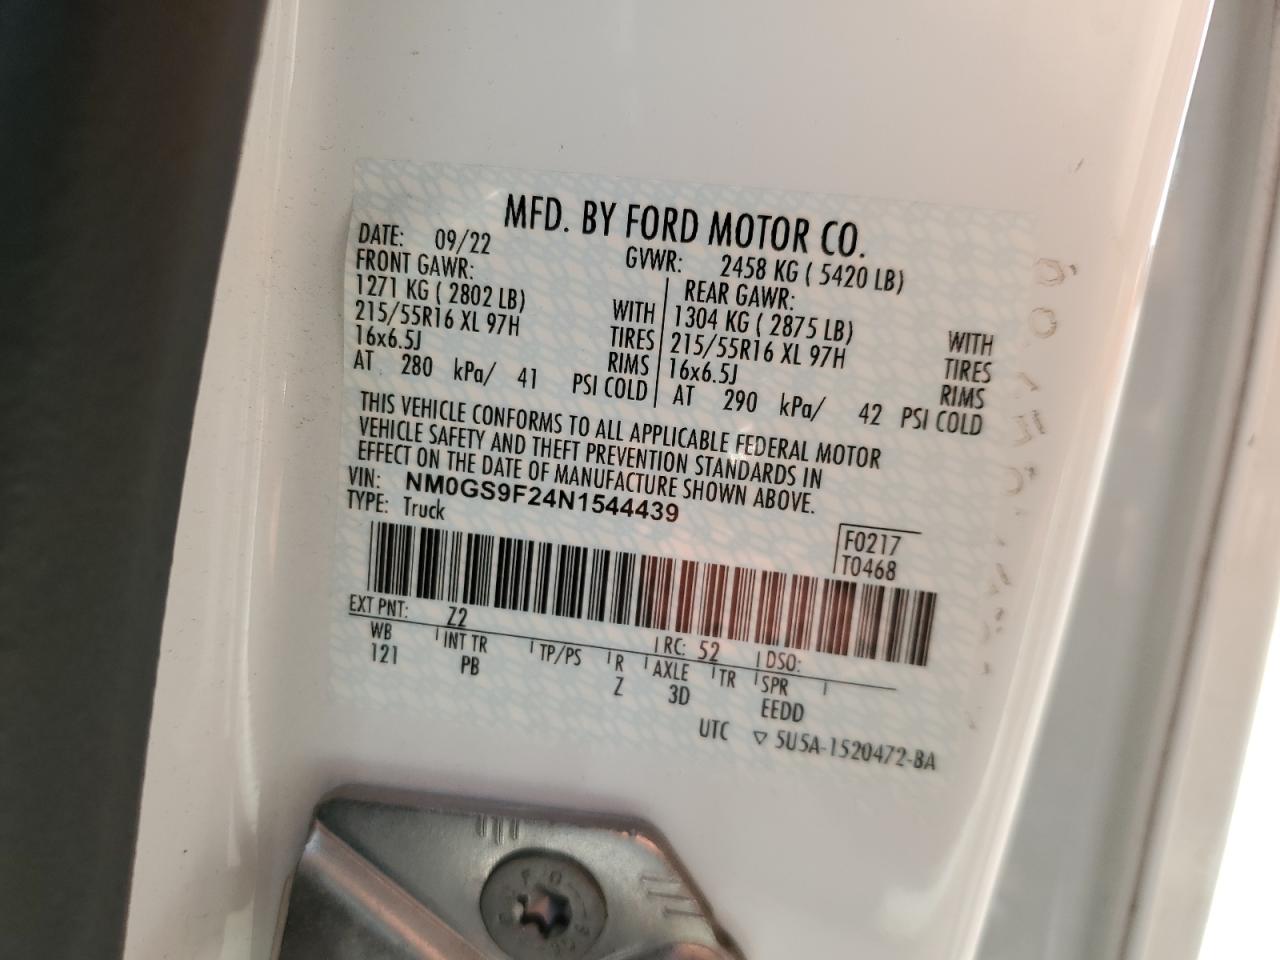 MFD. BY FORD MOTOR CO.
DATE: 09/22 GVWR: 2458 KG ( 5420 LB)
FRONT GAWR: REAR GAWR:
1271 KG ( 2802 LB) WITH 1304 KG ( 2875 LB) WITH
215/55R16 XL 97H TIRES 215/55R16 XL 97H TIRES
16x6.5J RIMS 16x6.5J RIMS
AT 280 kPa/ 41 PSI COLD AT 290 kPa/ 42 PSI COLD
THIS VEHICLE CONFORMS TO ALL APPLICABLE FEDERAL MOTOR
VEHICLE SAFETY AND THEFT PREVENTION STANDARDS IN
EFFECT ON THE DATE OF MANUFACTURE SHOWN ABOVE.
VIN: NM0GS9F24N1544439
TYPE: Truck
F0217
T0468
EXT PNT: Z2 RC: 52 DSO:
WB INT TR TP/PS R AXLE TR SPR
121 PB Z 3D EEDD
UTC ▽ 5U5A-1520472-BA